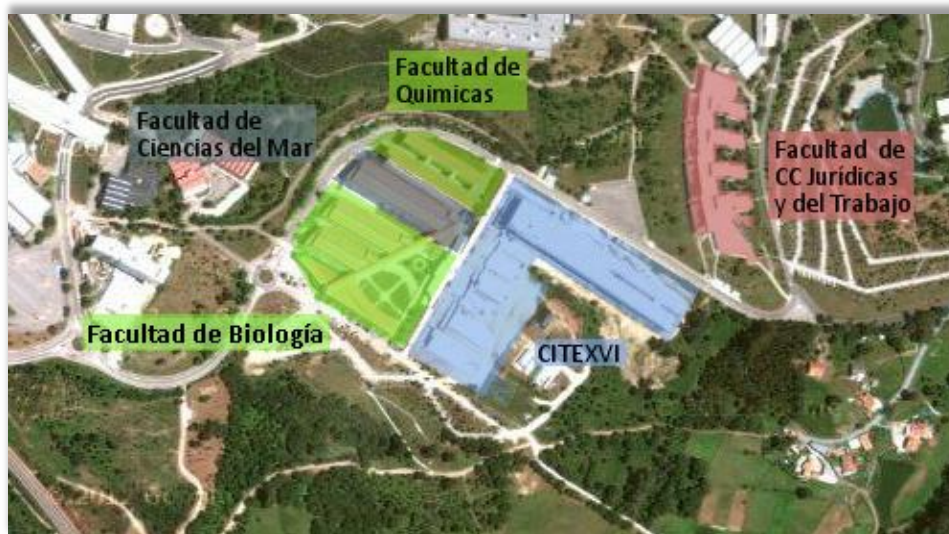 Facultad de
Quimicas
Facultad de
Ciencias del Mar
Facultad de
CC Jurídicas
y del Trabajo
Facultad de Biología
CITEXVI